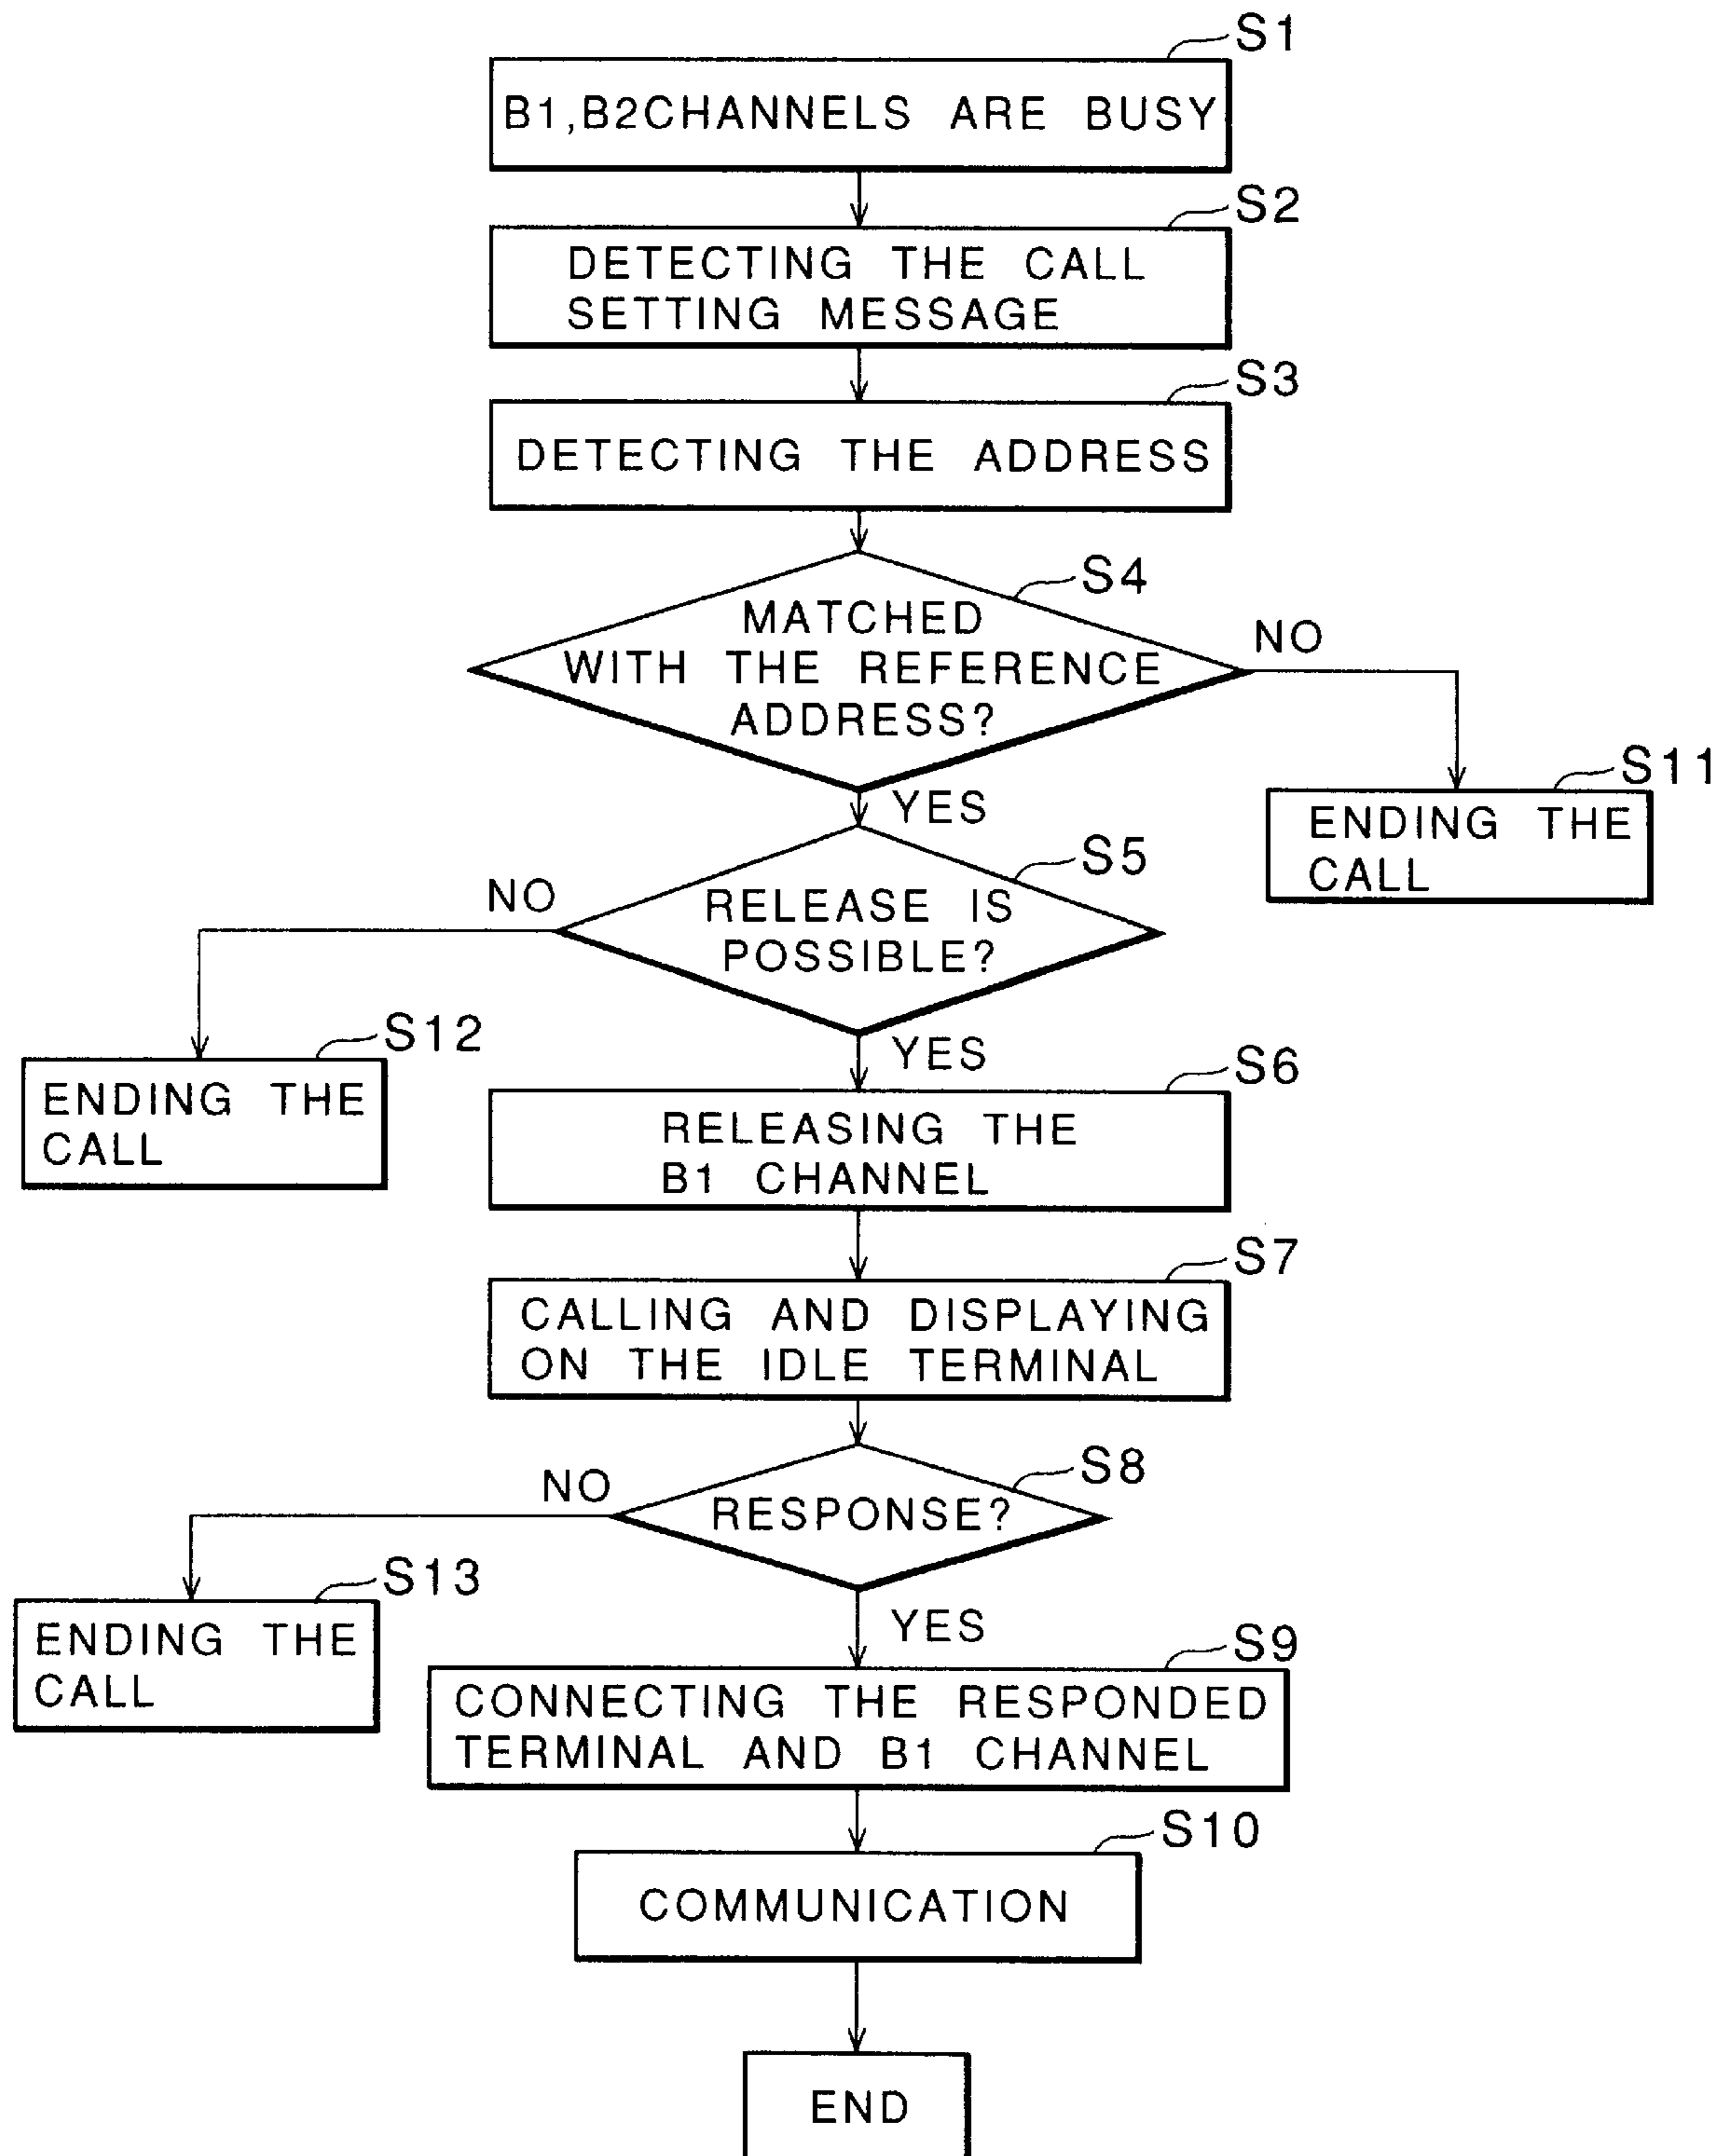 S1
B1,B2CHANNELS ARE BUSY
S2
DETECTING THE CALL
SETTING MESSAGE
S3
DETECTING THE ADDRESS
S4
MATCHED
WITH THE REFERENCE
ADDRESS?
NO
S11
ENDING THE
CALL
YES
S5
RELEASE IS
POSSIBLE?
NO
S12
ENDING THE
CALL
YES
S6
RELEASING THE
B1 CHANNEL
S7
CALLING AND DISPLAYING
ON THE IDLE TERMINAL
S8
RESPONSE?
NO
S13
ENDING THE
CALL
YES
S9
CONNECTING THE RESPONDED
TERMINAL AND B1 CHANNEL
S10
COMMUNICATION
END